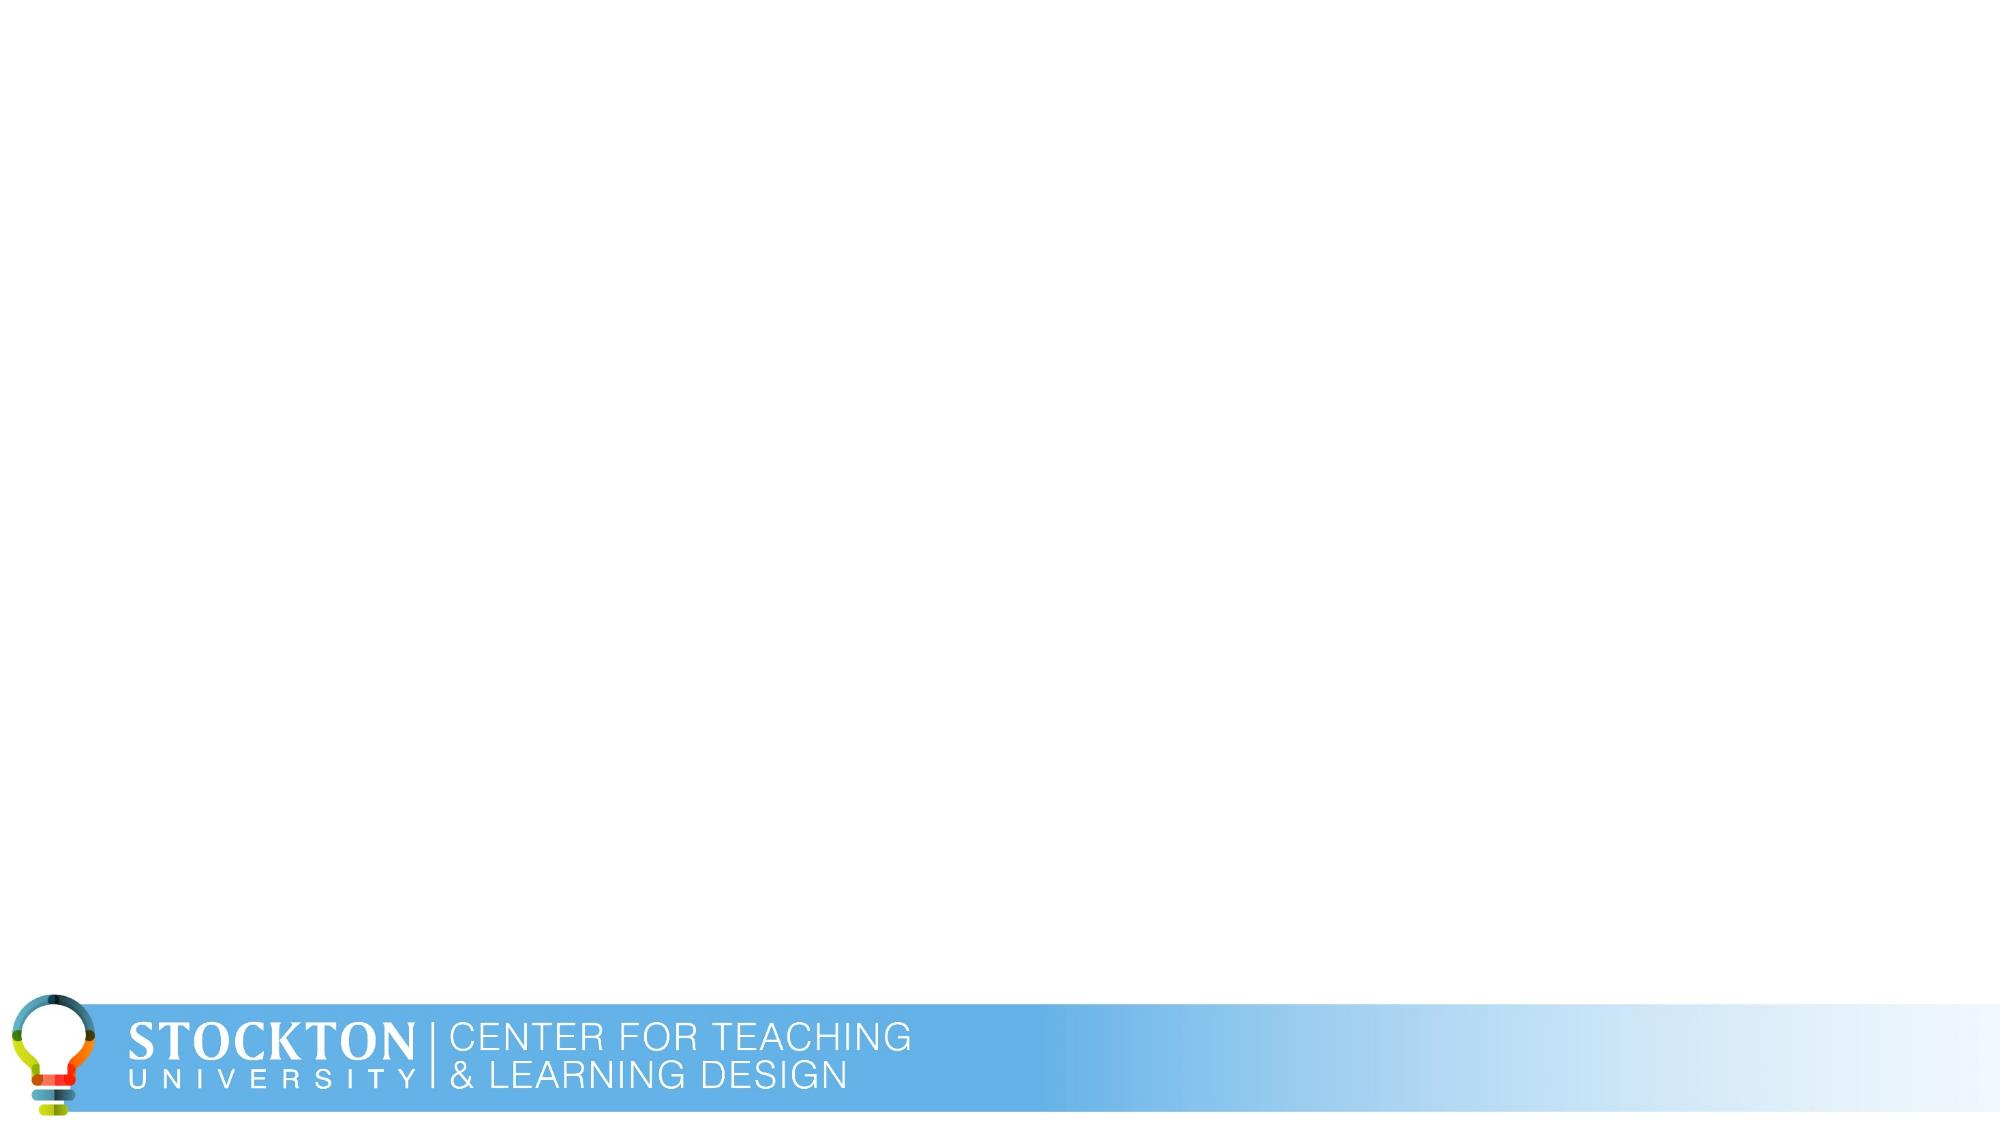 STOCKTON
UNIVERSITY
CENTER FOR TEACHING
& LEARNING DESIGN